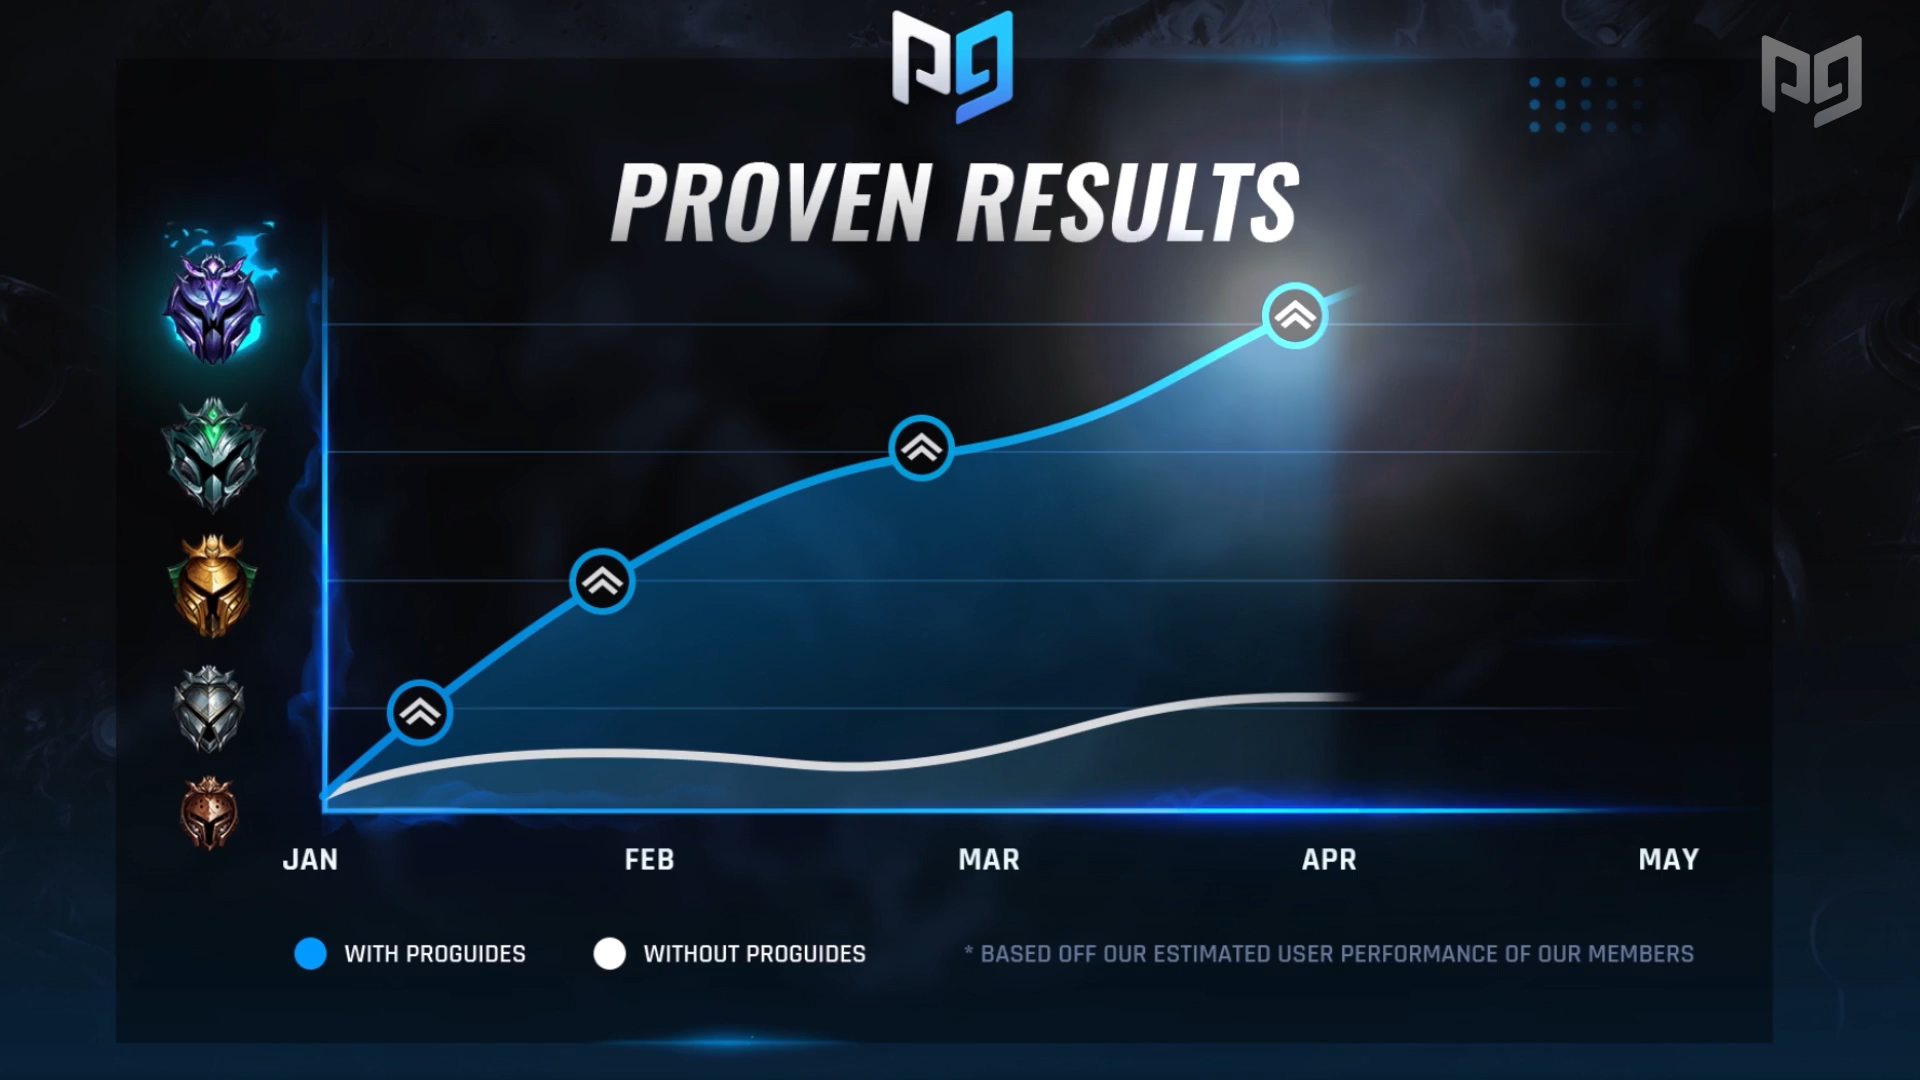 PG
PG
PROVEN RESULTS
JAN FEB MAR APR MAY
WITH PROGUIDES WITHOUT PROGUIDES * BASED OFF OUR ESTIMATED USER PERFORMANCE OF OUR MEMBERS